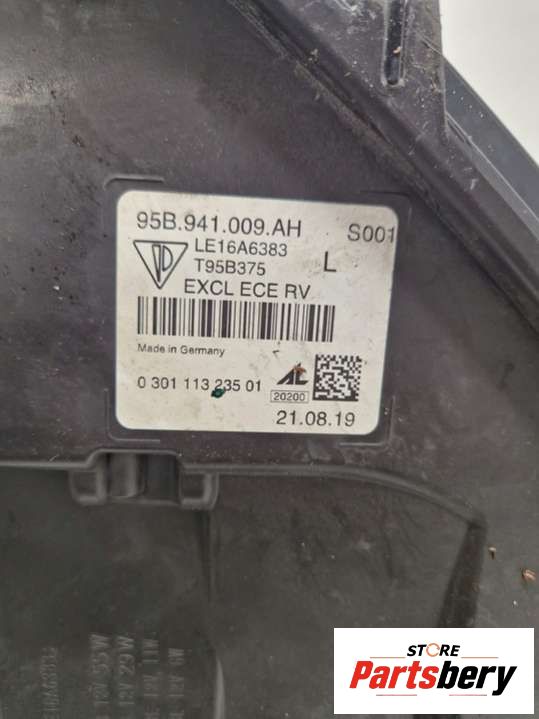 95B.941.009.AH
S001
LE16A6383
T95B375
L
EXCL ECE RV
Made in Germany
0 301 113 235 01
AL
20200
21.08.19
STORE
Partsbery